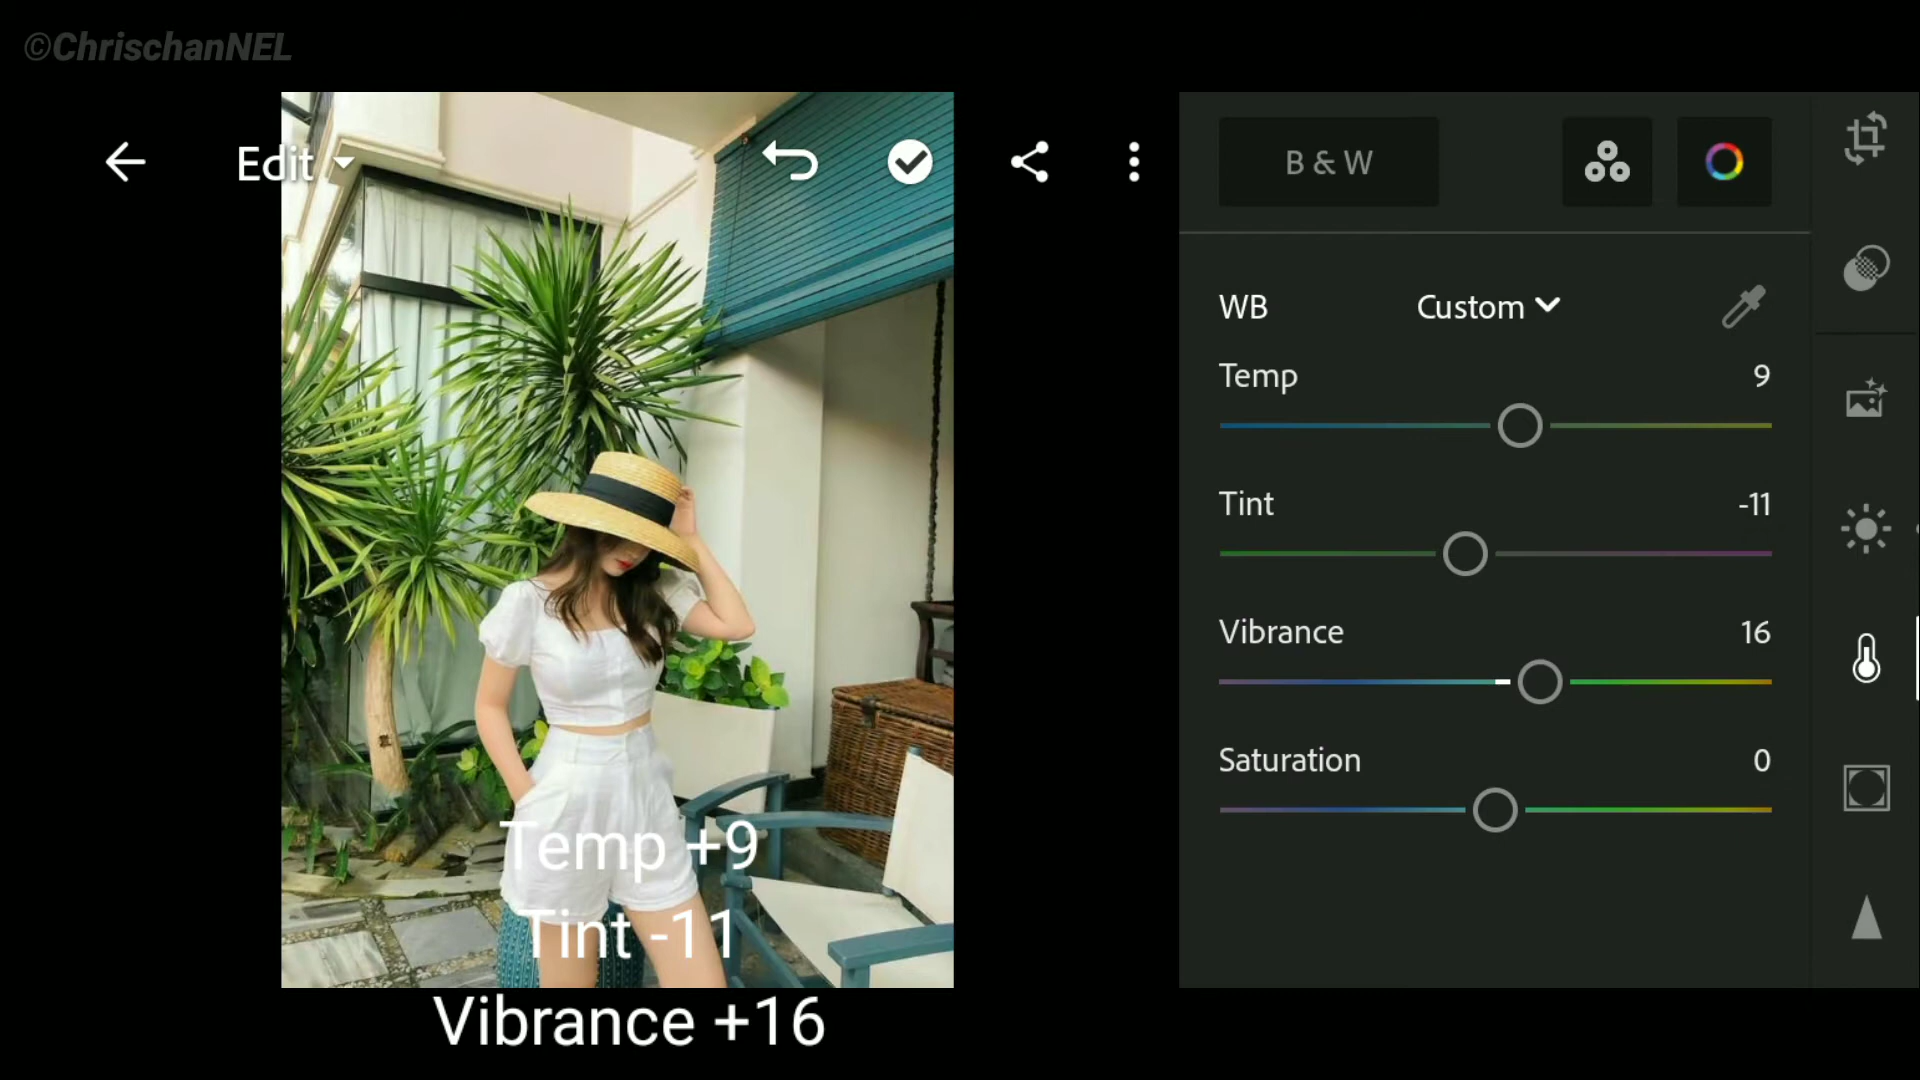 ©ChrischanNEL
Edit
B & W
WB Custom
Temp 9
Tint -11
Vibrance 16
Saturation 0
Temp +9
Tint -11
Vibrance +16